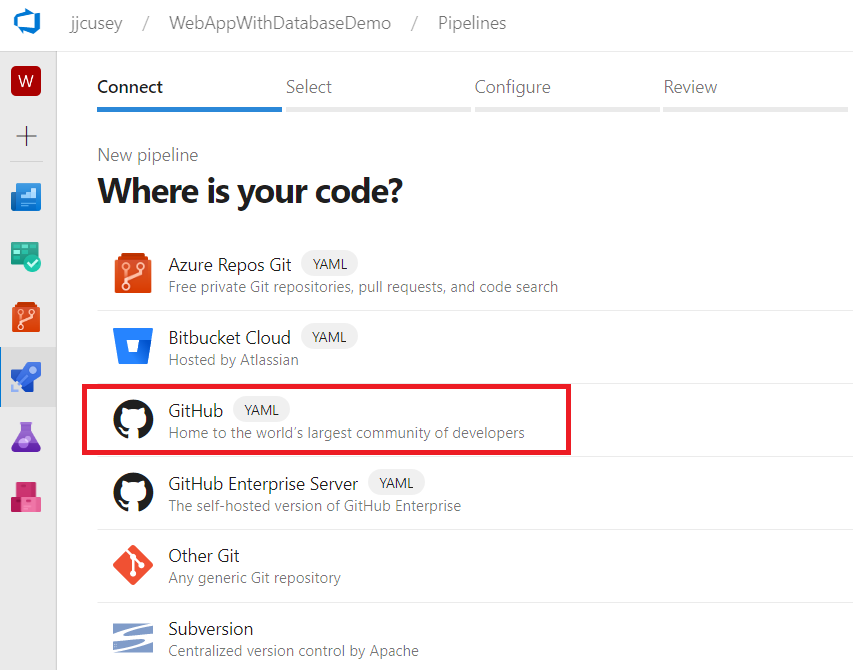 jjcusey / WebAppWithDatabaseDemo / Pipelines
W
Connect Select Configure Review
New pipeline
Where is your code?
Azure Repos Git YAML
Free private Git repositories, pull requests, and code search
Bitbucket Cloud YAML
Hosted by Atlassian
GitHub YAML
Home to the world’s largest community of developers
GitHub Enterprise Server YAML
The self-hosted version of GitHub Enterprise
Other Git
Any generic Git repository
Subversion
Centralized version control by Apache